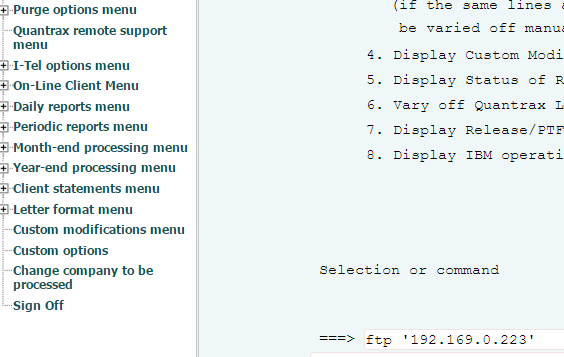 Purge options menu
Quantrax remote support
menu
I-Tel options menu
On-Line Client Menu
Daily reports menu
Periodic reports menu
Month-end processing menu
Year-end processing menu
Client statements menu
Letter format menu
Custom modifications menu
Custom options
Change company to be
processed
Sign Off
(if the same lines
be varied off manu
4. Display Custom Modi
5. Display Status of R
6. Vary off Quantrax L
7. Display Release/PTF
8. Display IBM operati
Selection or command
===> ftp '192.169.0.223'